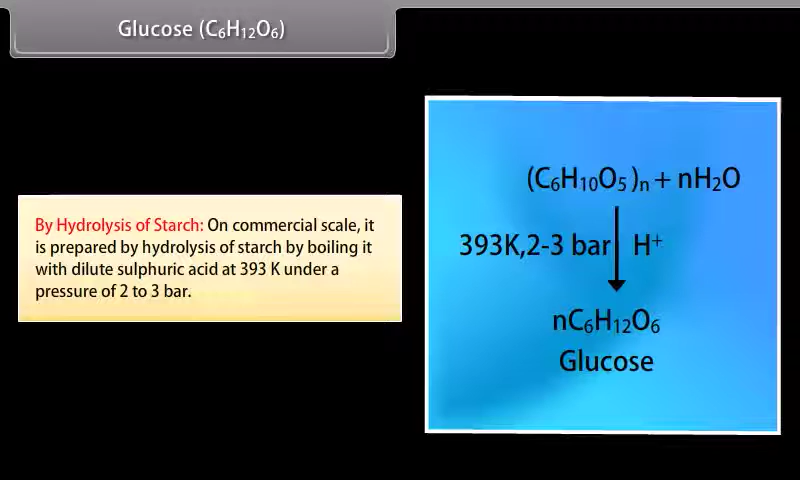 Glucose (C₆H₁₂O₆)
By Hydrolysis of Starch: On commercial scale, it
is prepared by hydrolysis of starch by boiling it
with dilute sulphuric acid at 393 K under a
pressure of 2 to 3 bar.
(C₆H₁₀O₅)ₙ + nH₂O
393K,2-3 bar H⁺
nC₆H₁₂O₆
Glucose